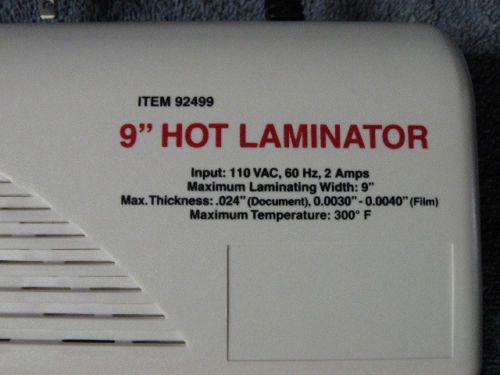 ITEM 92499
9" HOT LAMINATOR
Input: 110 VAC, 60 Hz, 2 Amps
Maximum Laminating Width: 9"
Max. Thickness: .024" (Document), 0.0030" - 0.0040" (Film)
Maximum Temperature: 300° F